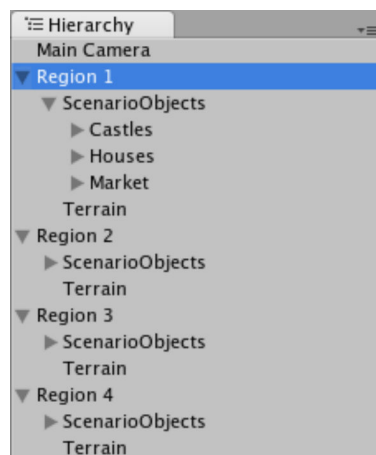 Hierarchy
Main Camera
Region 1
ScenarioObjects
Castles
Houses
Market
Terrain
Region 2
ScenarioObjects
Terrain
Region 3
ScenarioObjects
Terrain
Region 4
ScenarioObjects
Terrain